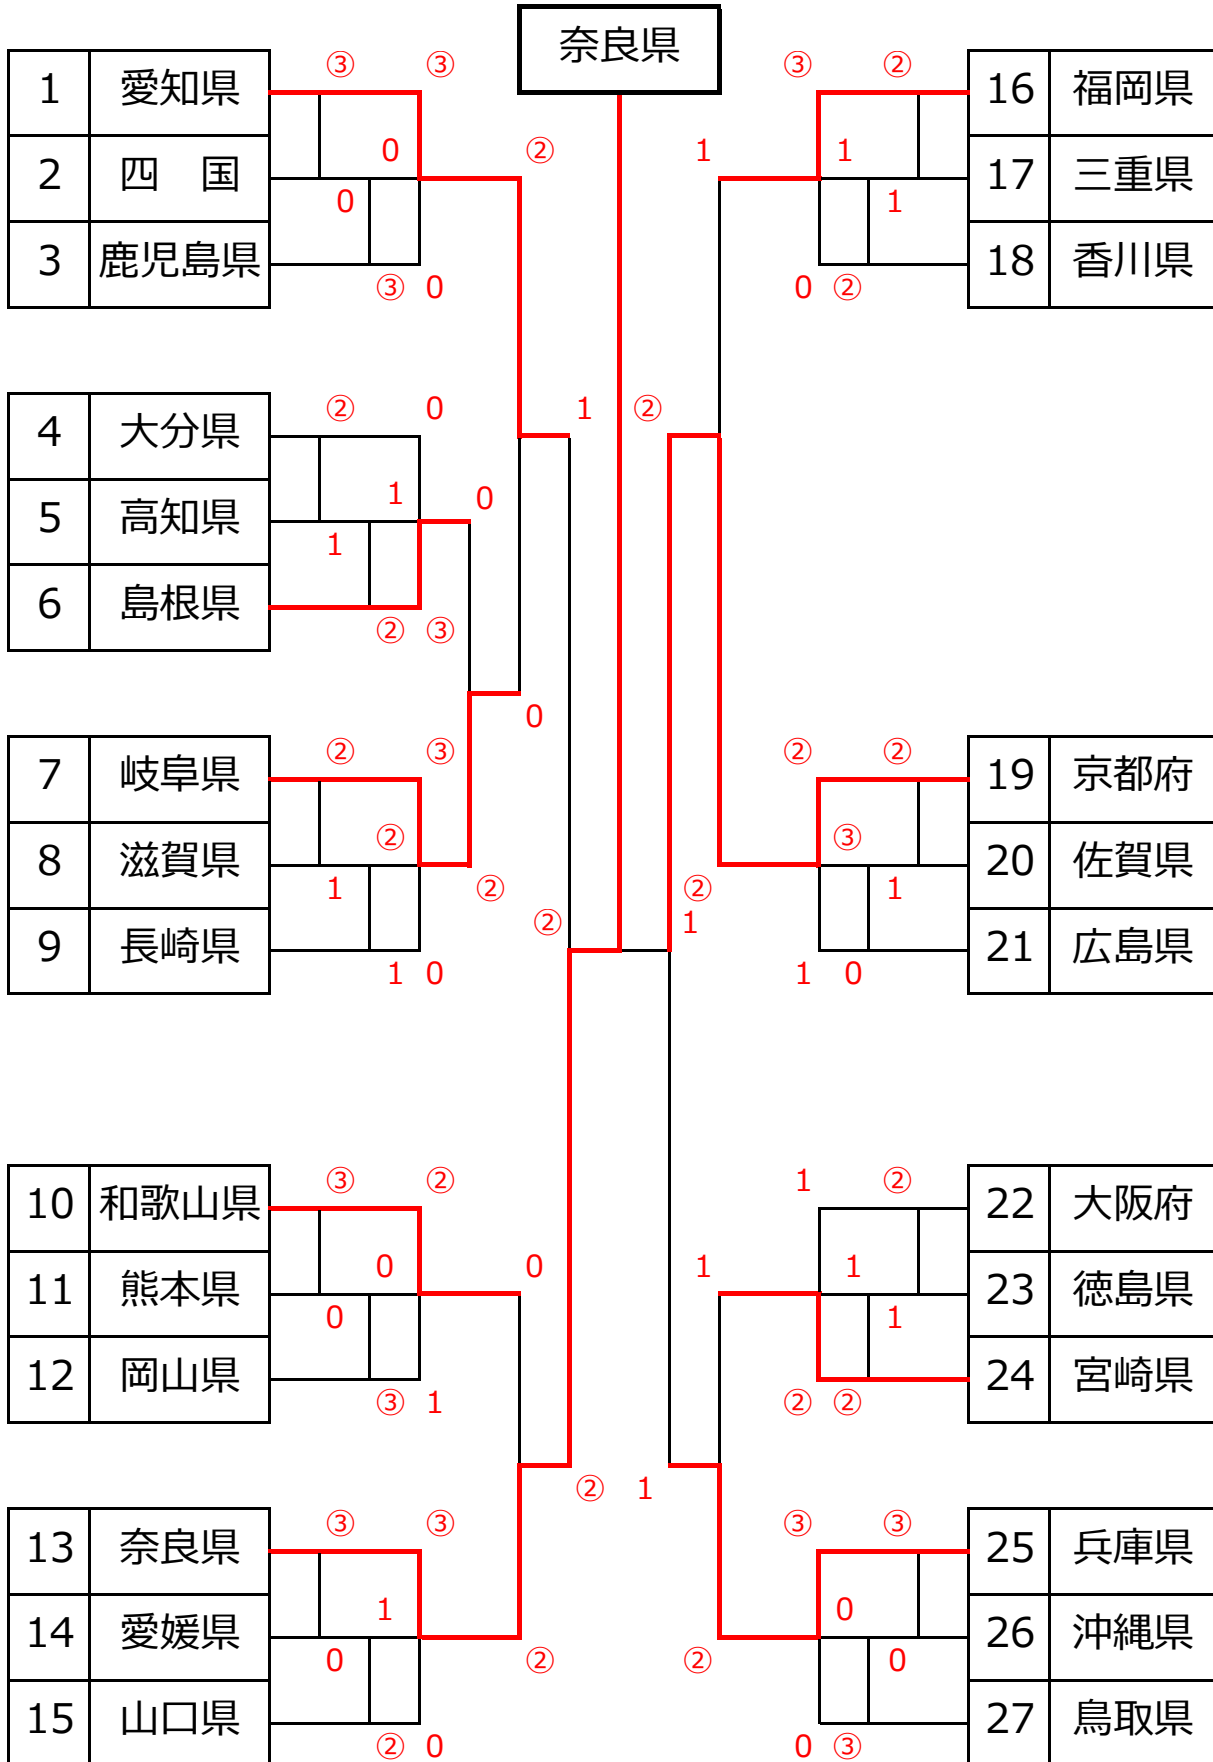 奈良県
③ ③ ③ ②
1 愛知県
16 福岡県
0 ② 1 1
2 四 国
17 三重県
0 1
3 鹿児島県
18 香川県
③ 0 0 ②
② 0 1 ②
4 大分県
1 0
5 高知県
1
6 島根県
② ③
0
② ③ ② ②
7 岐阜県
19 京都府
② ③
8 滋賀県
20 佐賀県
1 ② ② 1
② 1
9 長崎県
21 広島県
1 0 1 0
③ ② 1 ②
10 和歌山県
22 大阪府
0 0 1 1
11 熊本県
23 徳島県
0 1
12 岡山県
24 宮崎県
③ 1 ② ②
② 1
③ ③ ③ ③
13 奈良県
25 兵庫県
1 0
14 愛媛県
26 沖縄県
0 ② ② 0
15 山口県
27 鳥取県
② 0 0 ③